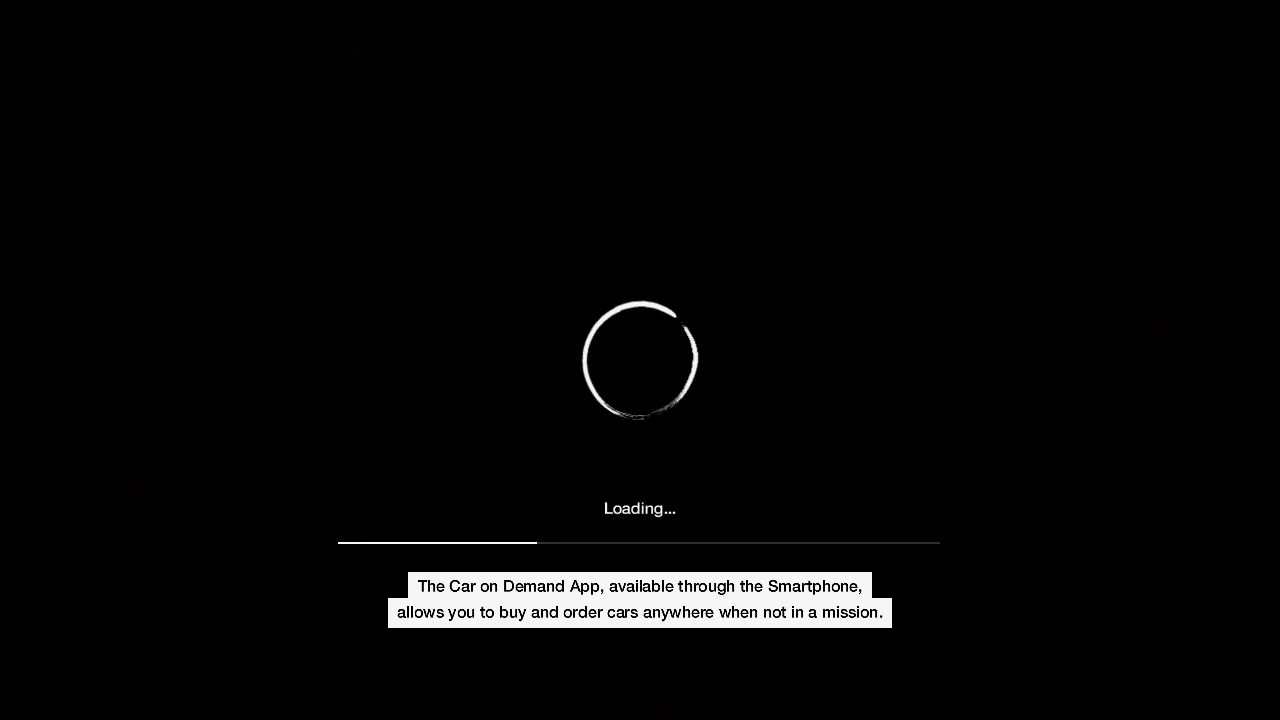 Loading...
The Car on Demand App, available through the Smartphone,
allows you to buy and order cars anywhere when not in a mission.